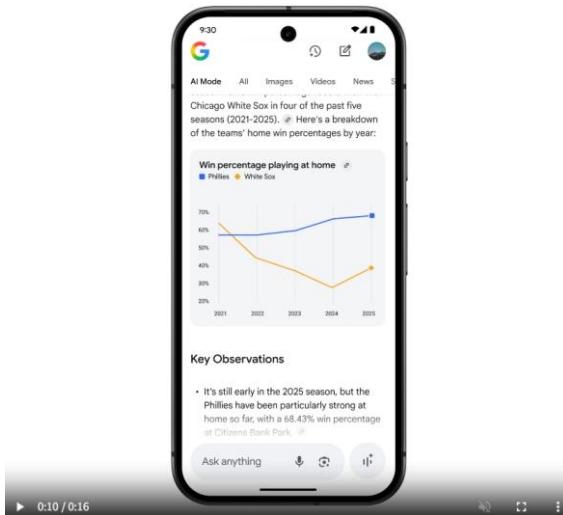 9:30
AI Mode All Images Videos News
Chicago White Sox in four of the past five
seasons (2021-2025). Here's a breakdown
of the teams' home win percentages by year:
Win percentage playing at home
Phillies White Sox
70%
60%
50%
40%
30%
20%
2021 2022 2023 2024 2025
Key Observations
• It's still early in the 2025 season, but the
Phillies have been particularly strong at
home so far, with a 68.43% win percentage
at Citizens Bank Park.
Ask anything
0:10 / 0:16